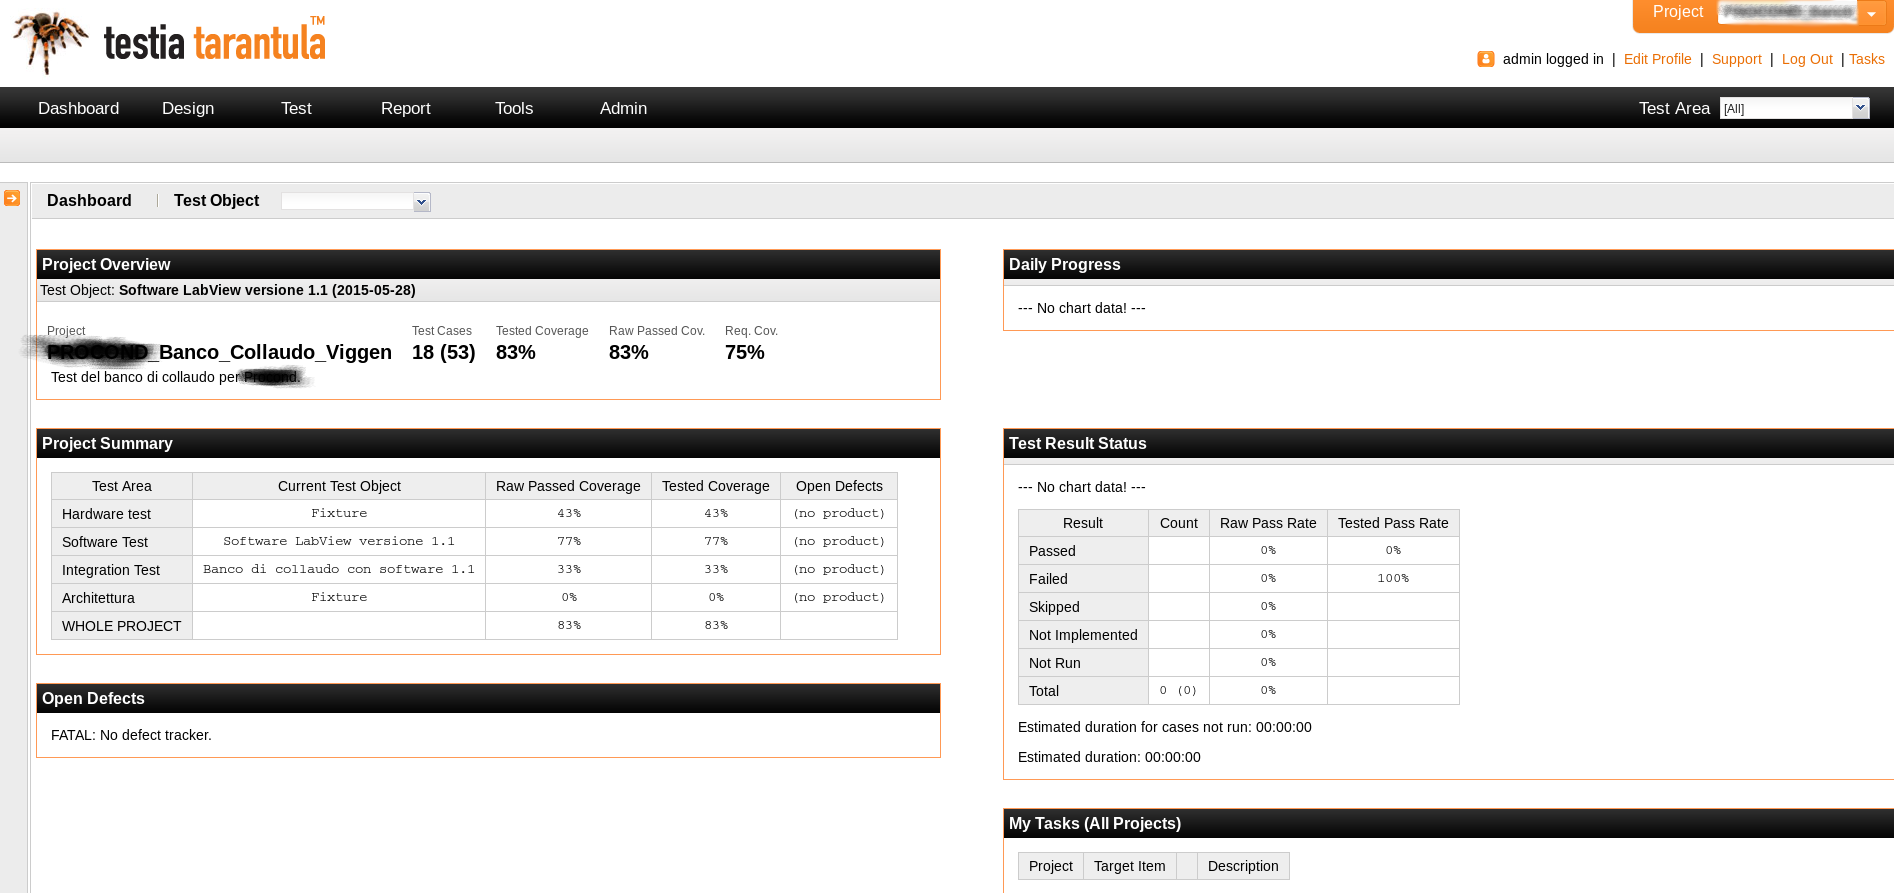 testia tarantula™
Project
admin logged in | Edit Profile | Support | Log Out | Tasks
Dashboard Design Test Report Tools Admin Test Area [All]
Dashboard | Test Object
Project Overview
Test Object: Software LabView versione 1.1 (2015-05-28)
Project Test Cases Tested Coverage Raw Passed Cov. Req. Cov.
_Banco_Collaudo_Viggen 18 (53) 83% 83% 75%
Test del banco di collaudo per
Daily Progress
--- No chart data! ---
Project Summary
Test Area Current Test Object Raw Passed Coverage Tested Coverage Open Defects
Hardware test Fixture 43% 43% (no product)
Software Test Software LabView versione 1.1 77% 77% (no product)
Integration Test Banco di collaudo con software 1.1 33% 33% (no product)
Architettura Fixture 0% 0% (no product)
WHOLE PROJECT 83% 83%
Open Defects
FATAL: No defect tracker.
Test Result Status
--- No chart data! ---
Result Count Raw Pass Rate Tested Pass Rate
Passed 0% 0%
Failed 0% 100%
Skipped 0%
Not Implemented 0%
Not Run 0%
Total 0 (0) 0%
Estimated duration for cases not run: 00:00:00
Estimated duration: 00:00:00
My Tasks (All Projects)
Project Target Item Description